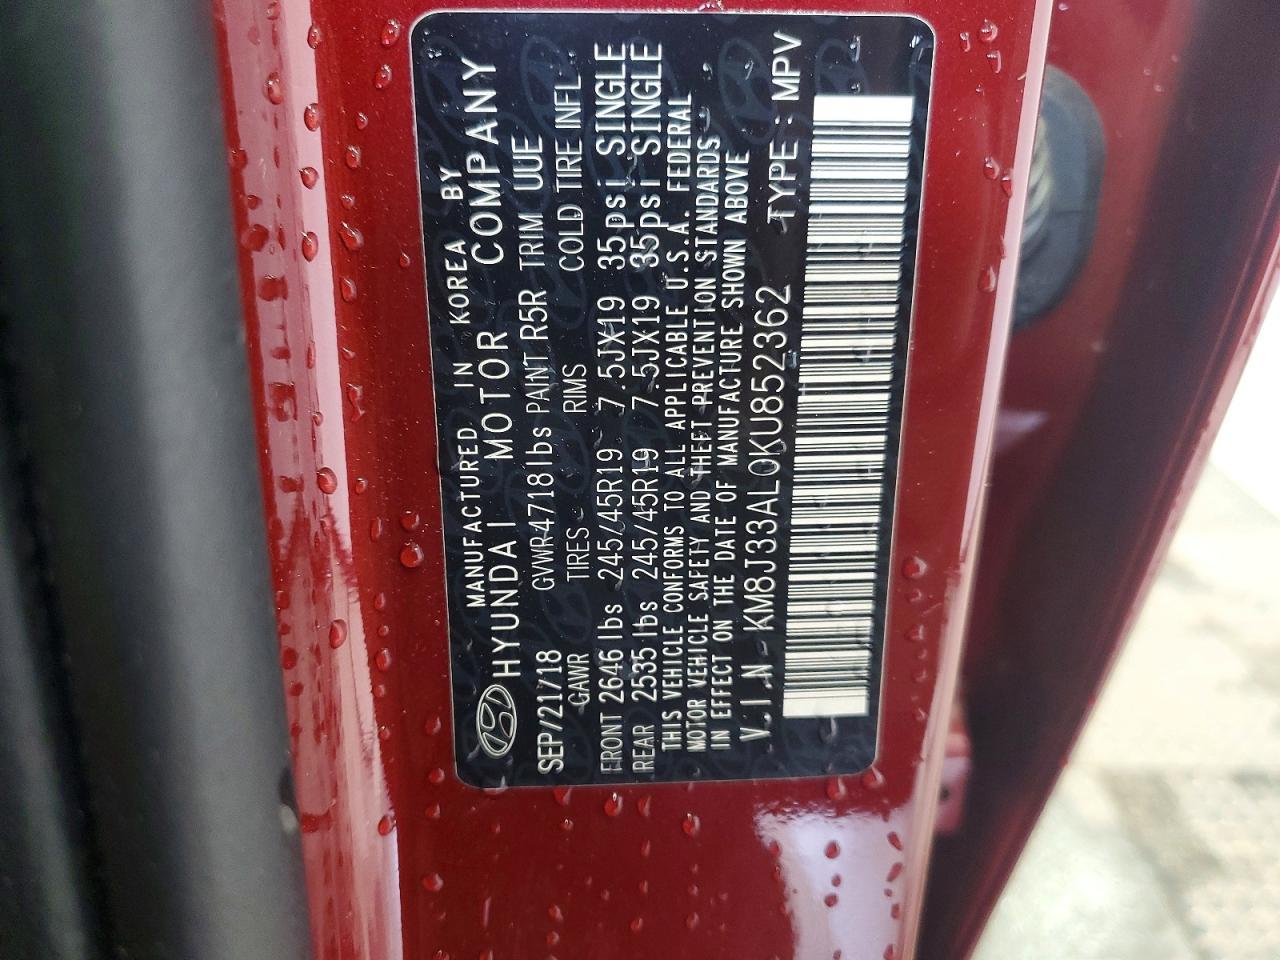 MANUFACTURED IN KOREA BY
HYUNDAI MOTOR COMPANY
SEP/21/18 GVWR4718lbs PAINT R5R TRIM UUE
GAWR TIRES RIMS COLD TIRE INFL.
FRONT 2646 lbs 245/45R19 7.5JX19 35psi SINGLE
REAR 2535 lbs 245/45R19 7.5JX19 35psi SINGLE
THIS VEHICLE CONFORMS TO ALL APPLICABLE U.S.A. FEDERAL
MOTOR VEHICLE SAFETY AND THEFT PREVENTION STANDARDS
IN EFFECT ON THE DATE OF MANUFACTURE SHOWN ABOVE
V.I.N - KM8J33AL0KU852362 TYPE : MPV